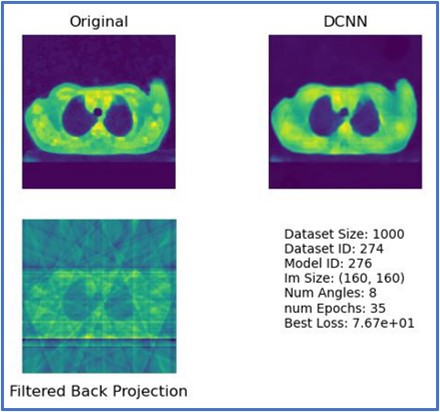 Original
DCNN
Dataset Size: 1000
Dataset ID: 274
Model ID: 276
Im Size: (160, 160)
Num Angles: 8
num Epochs: 35
Best Loss: 7.67e+01
Filtered Back Projection